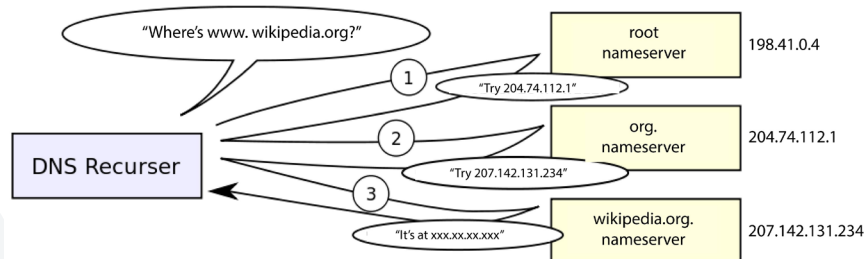 “Where’s www. wikipedia.org?”
root
nameserver
198.41.0.4
1
“Try 204.74.112.1”
org.
nameserver
204.74.112.1
2
DNS Recurser
“Try 207.142.131.234”
3
wikipedia.org.
nameserver
207.142.131.234
“It’s at xxx.xx.xx.xxx”